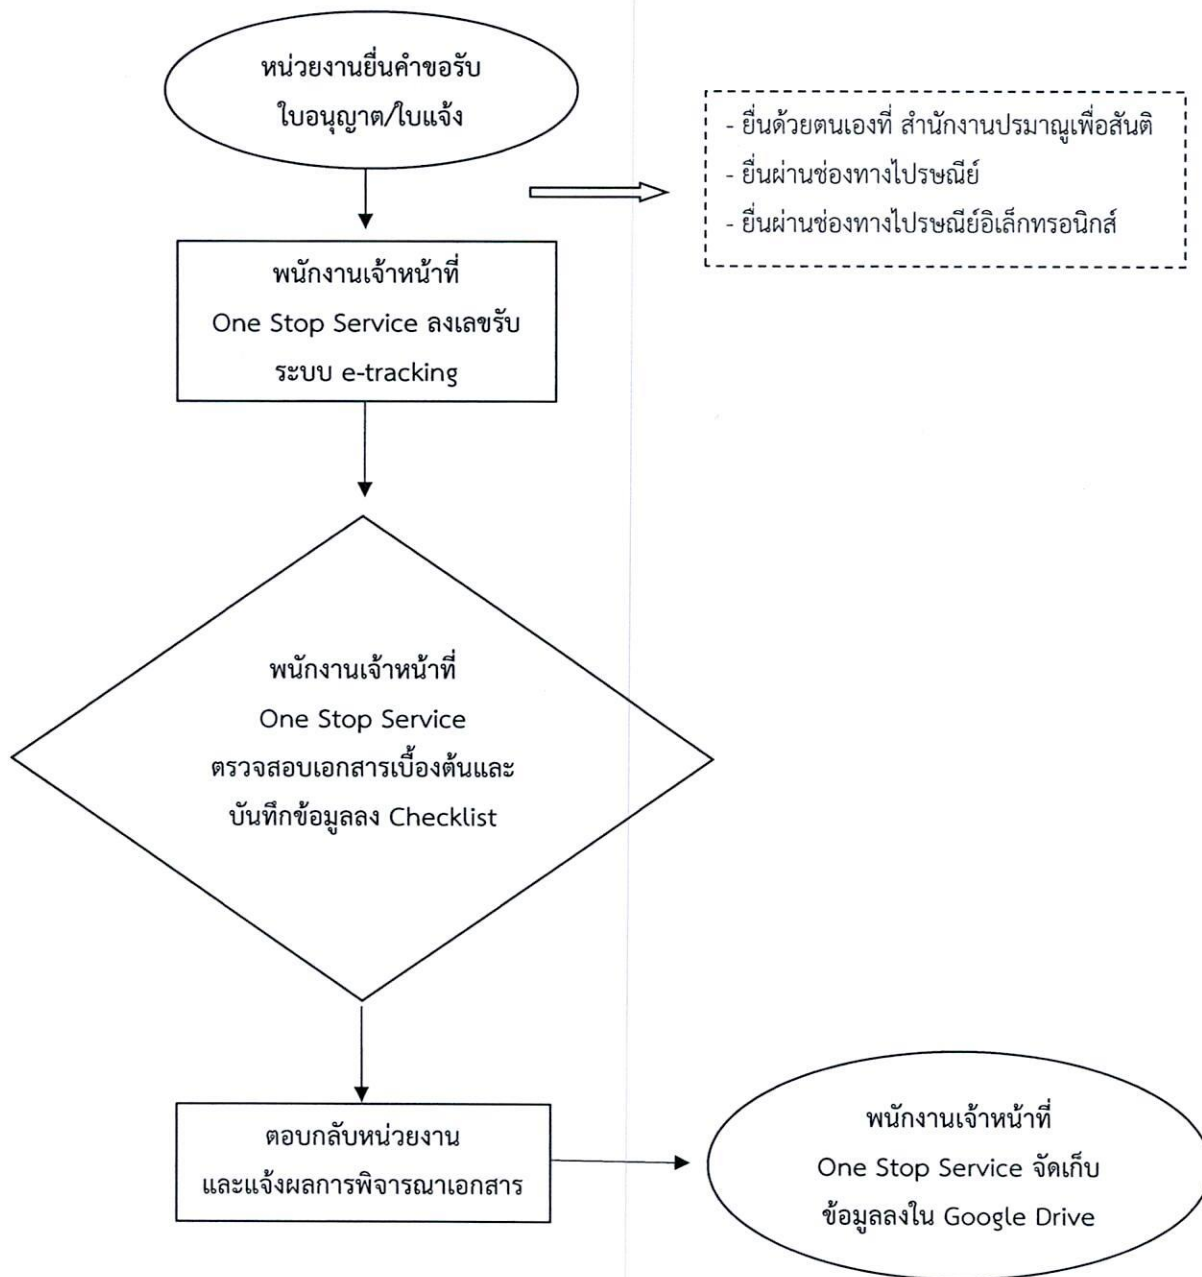 หน่วยงานยื่นคำขอรับ
ใบอนุญาต/ใบแจ้ง
- ยื่นด้วยตนเองที่ สำนักงานปรมาณูเพื่อสันติ
- ยื่นผ่านช่องทางไปรษณีย์
- ยื่นผ่านช่องทางไปรษณีย์อิเล็กทรอนิกส์
พนักงานเจ้าหน้าที่
One Stop Service ลงเลขรับ
ระบบ e-tracking
พนักงานเจ้าหน้าที่
One Stop Service
ตรวจสอบเอกสารเบื้องต้นและ
บันทึกข้อมูลลง Checklist
ตอบกลับหน่วยงาน
และแจ้งผลการพิจารณาเอกสาร
พนักงานเจ้าหน้าที่
One Stop Service จัดเก็บ
ข้อมูลลงใน Google Drive